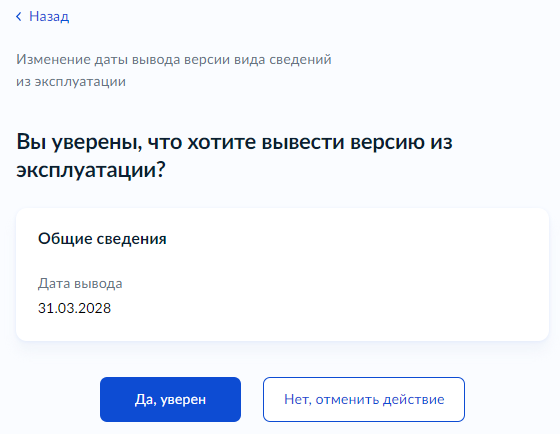 Назад
Изменение даты вывода версии вида сведений
из эксплуатации
Вы уверены, что хотите вывести версию из
эксплуатации?
Общие сведения
Дата вывода
31.03.2028
Да, уверен
Нет, отменить действие